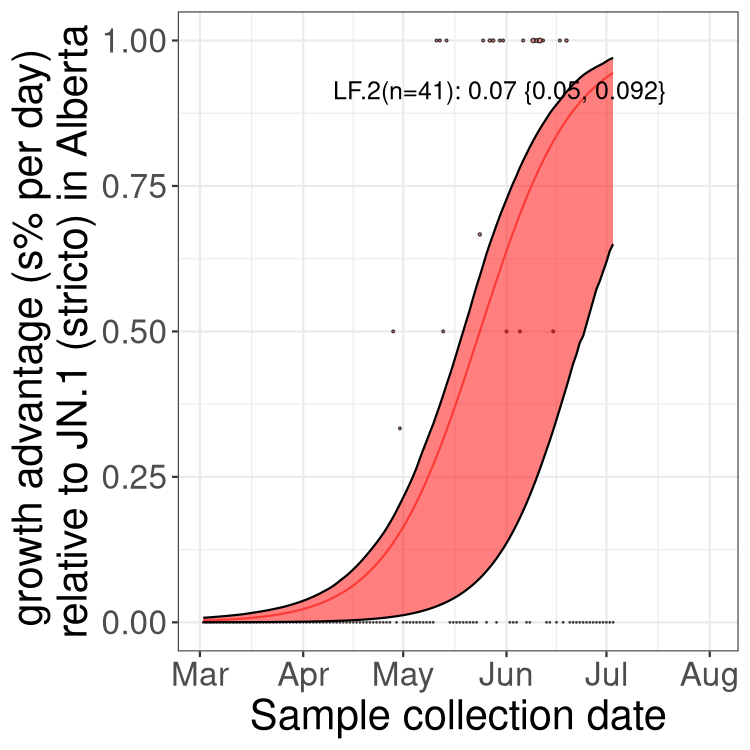 growth advantage (s% per day)
relative to JN.1 (stricto) in Alberta
1.00
0.75
0.50
0.25
0.00
LF.2(n=41): 0.07 {0.05, 0.092}
Mar Apr May Jun Jul Aug
Sample collection date